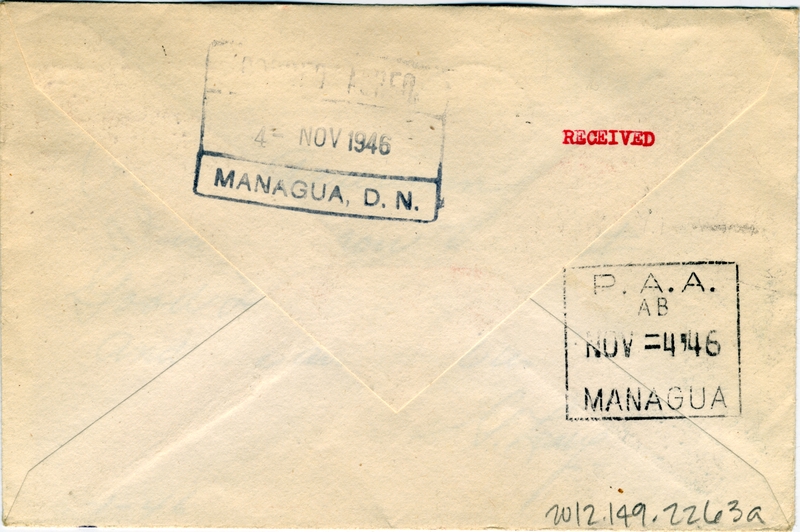 4- NOV 1946
MANAGUA, D. N.
RECEIVED
P. A. A.
AB
NOV =4'46
MANAGUA
2012.149.2263a